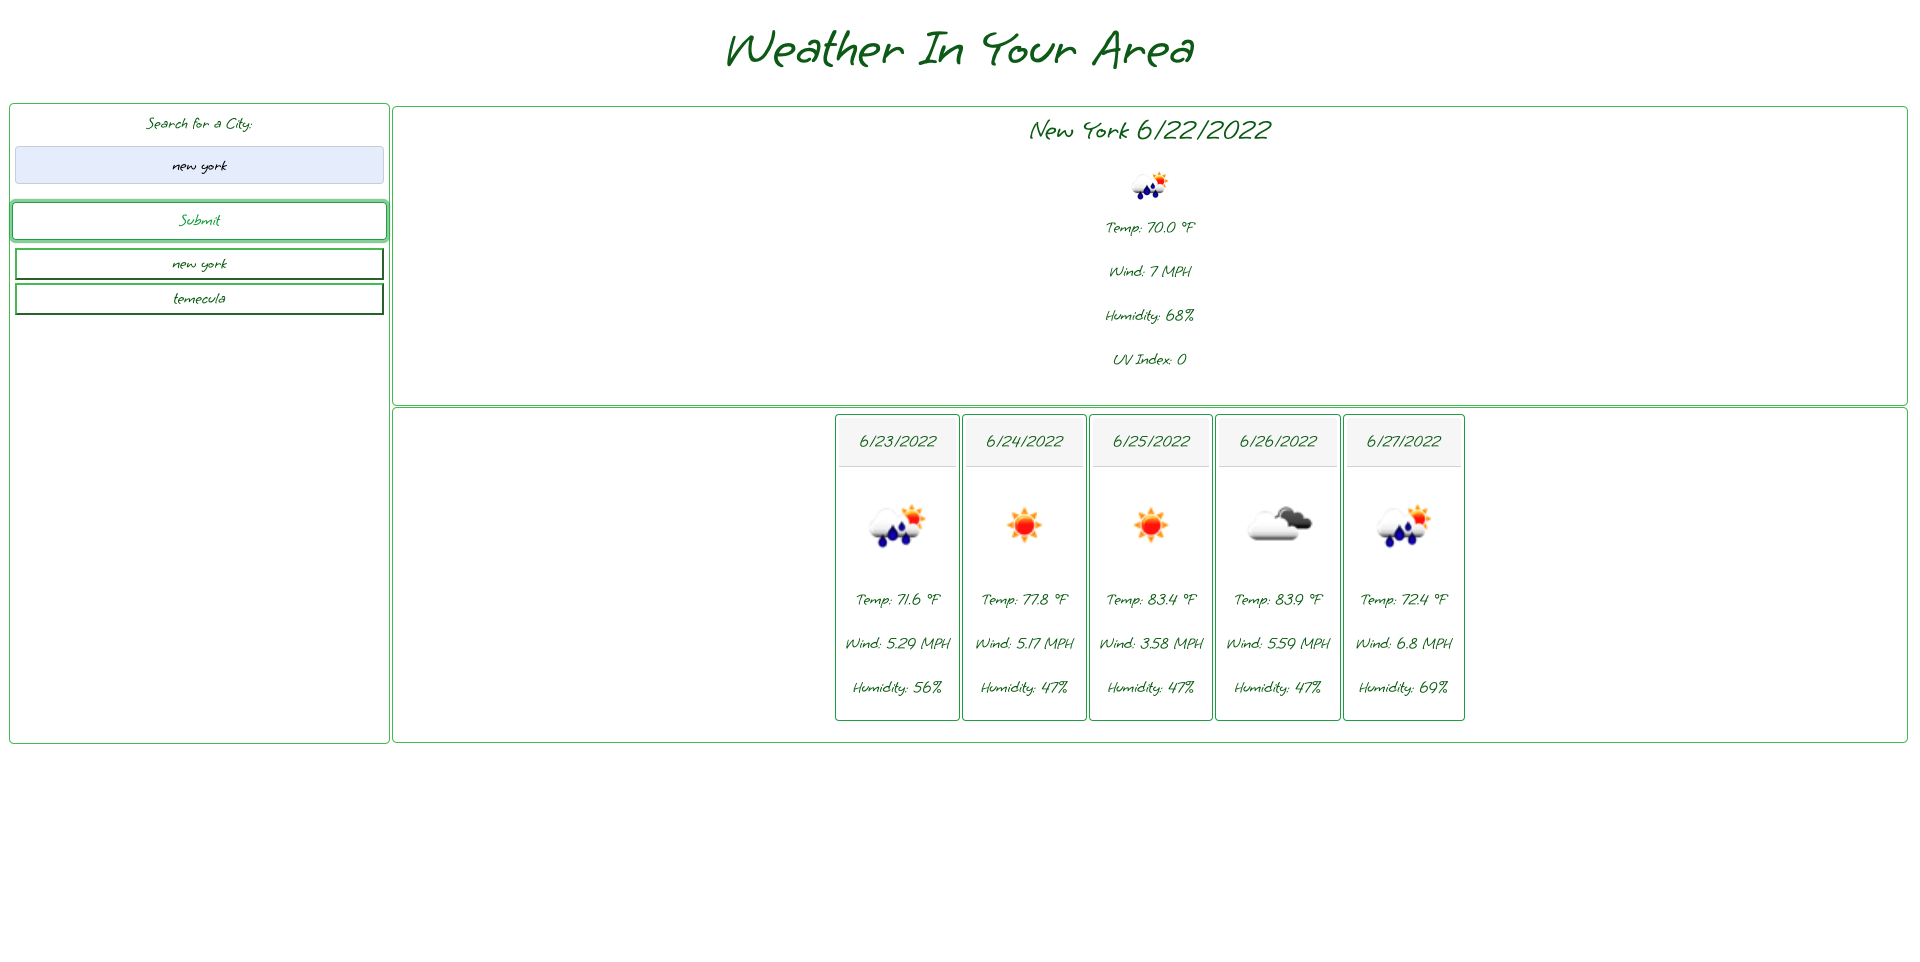 Weather In Your Area
Search for a City:
new york
Submit
new york
temecula
New York 6/22/2022
Temp: 70.0 °F
Wind: 7 MPH
Humidity: 68%
UV Index: 0
6/23/2022
Temp: 71.6 °F
Wind: 5.29 MPH
Humidity: 56%
6/24/2022
Temp: 77.8 °F
Wind: 5.17 MPH
Humidity: 47%
6/25/2022
Temp: 83.4 °F
Wind: 3.58 MPH
Humidity: 47%
6/26/2022
Temp: 83.9 °F
Wind: 5.59 MPH
Humidity: 47%
6/27/2022
Temp: 72.4 °F
Wind: 6.8 MPH
Humidity: 69%